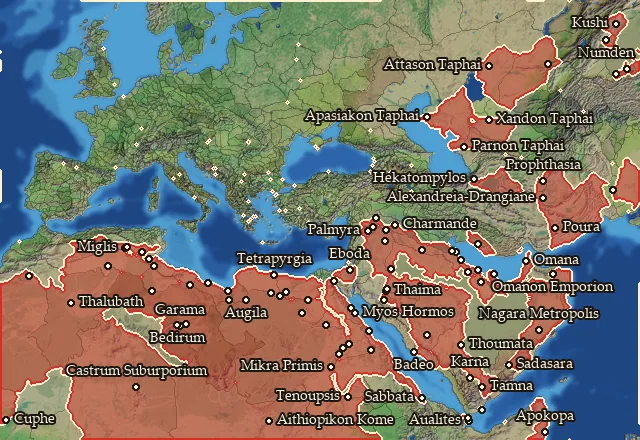 Kushi
Numden
Attason Taphai
Apasiakon Taphai
Xandon Taphai
Parnon Taphai
Prophthasia
Hekatompylos
Alexandreia-Drangiane
Palmyra
Charmande
Poura
Miglis
Eboda
Tetrapyrgia
Omana
Thaima
Omanon Emporion
Thalubath
Garama
Augila
Myos Hormos
Nagara Metropolis
Bedirum
Thoumata
Mikra Primis
Badeo
Karna
Sadasara
Castrum Suburporium
Tamna
Tenoupsis
Sabbata
Cuphe
Aithiopikon Kome
Aualites
Apokopa